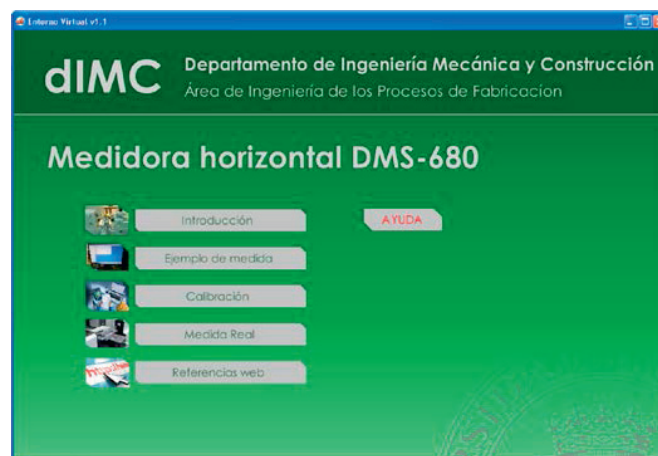 Entorno Virtual v1.1
dIMC
Departamento de Ingeniería Mecánica y Construcción
Área de Ingeniería de los Procesos de Fabricacion
Medidora horizontal DMS-680
Introducción
AYUDA
Ejemplo de medida
Calibración
Medida Real
Referencias web